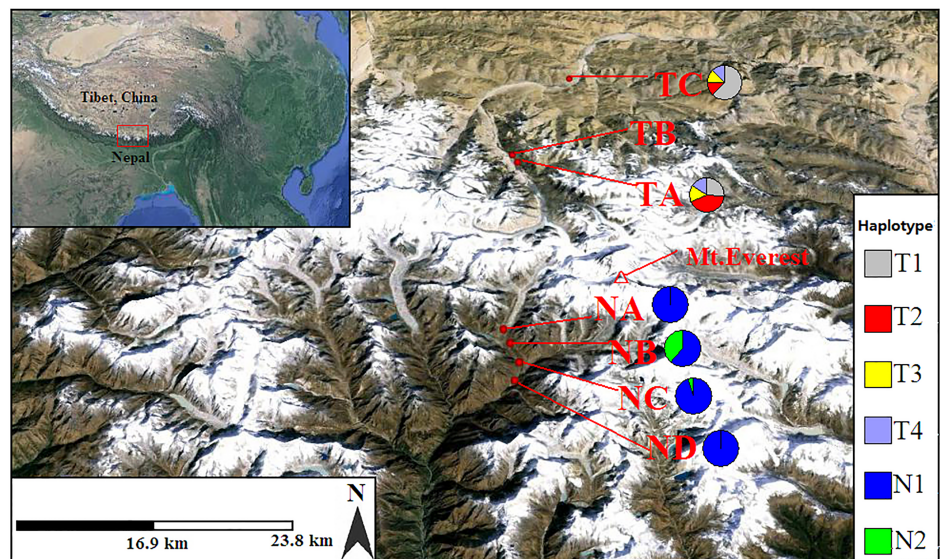 Tibet, China
Nepal
TC
TB
TA
Mt.Everest
NA
NB
NC
ND
Haplotype
T1
T2
T3
T4
N1
N2
N
16.9 km
23.8 km